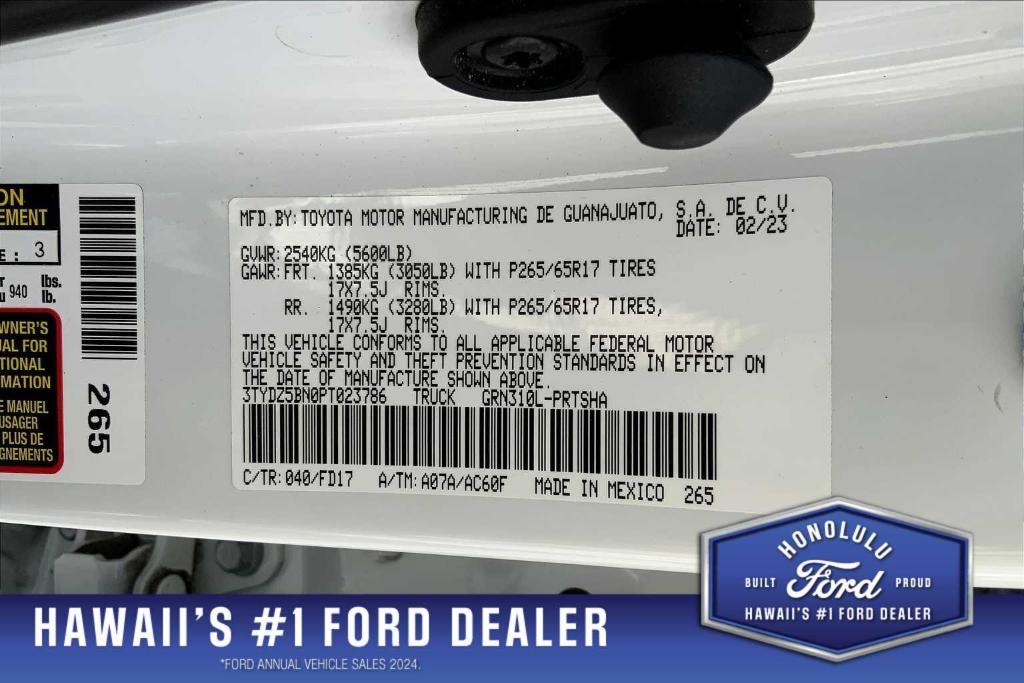 ON
EMENT
E : 3
r
u 940 lbs.
lb.
WNER'S
AL FOR
TIONAL
MATION
E MANUEL
USAGER
PLUS DE
GNEMENTS
265
MFD.BY: TOYOTA MOTOR MANUFACTURING DE GUANAJUATO, S.A. DE C.V.
DATE: 02/23
GVWR: 2540KG (5600LB)
GAWR: FRT. 1385KG (3050LB) WITH P265/65R17 TIRES
17X7.5J RIMS.
RR. 1490KG (3280LB) WITH P265/65R17 TIRES,
17X7.5J RIMS.
THIS VEHICLE CONFORMS TO ALL APPLICABLE FEDERAL MOTOR
VEHICLE SAFETY AND THEFT PREVENTION STANDARDS IN EFFECT ON
THE DATE OF MANUFACTURE SHOWN ABOVE.
3TYDZ5BN0PT023786 TRUCK GRN310L-PRTSHA
C/TR: 040/FD17 A/TM: A07A/AC60F MADE IN MEXICO 265
HONOLULU
BUILT Ford PROUD
HAWAII'S #1 FORD DEALER
HAWAII'S #1 FORD DEALER
*FORD ANNUAL VEHICLE SALES 2024.